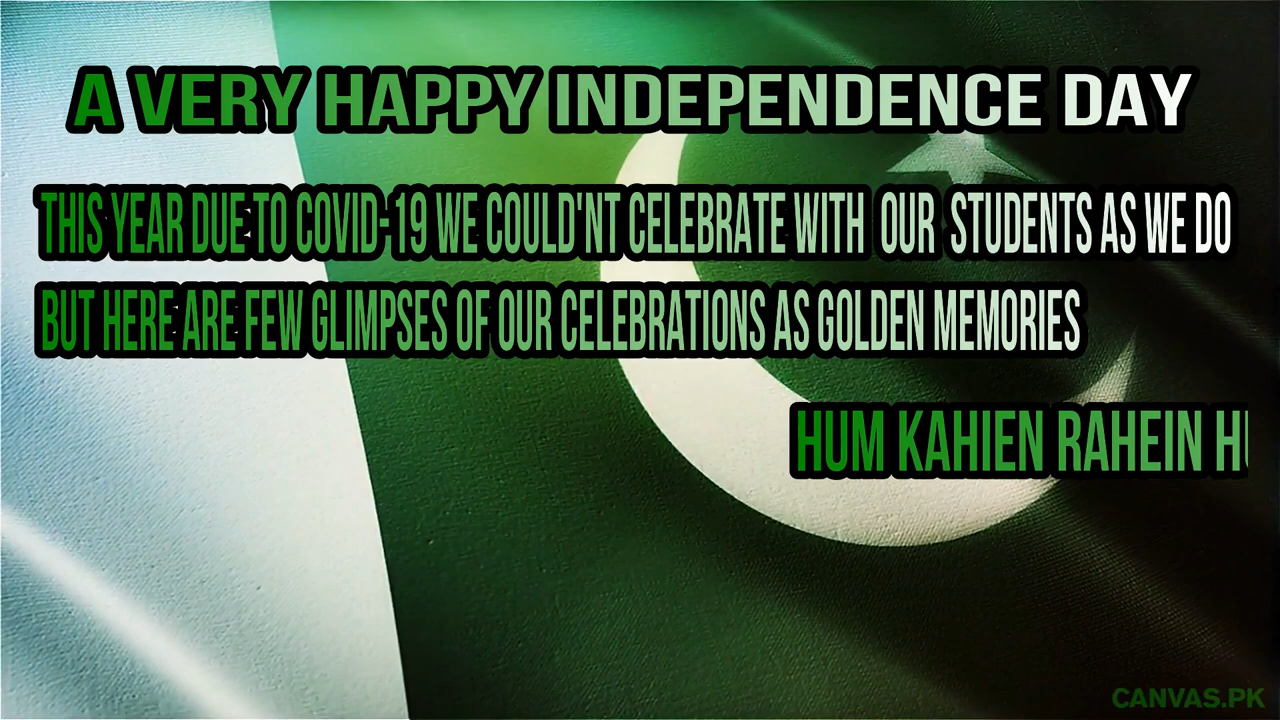 A VERY HAPPY INDEPENDENCE DAY
THIS YEAR DUE TO COVID-19 WE COULD'NT CELEBRATE WITH OUR STUDENTS AS WE DO
BUT HERE ARE FEW GLIMPSES OF OUR CELEBRATIONS AS GOLDEN MEMORIES
HUM KAHIEN RAHEIN
CANVAS.PK